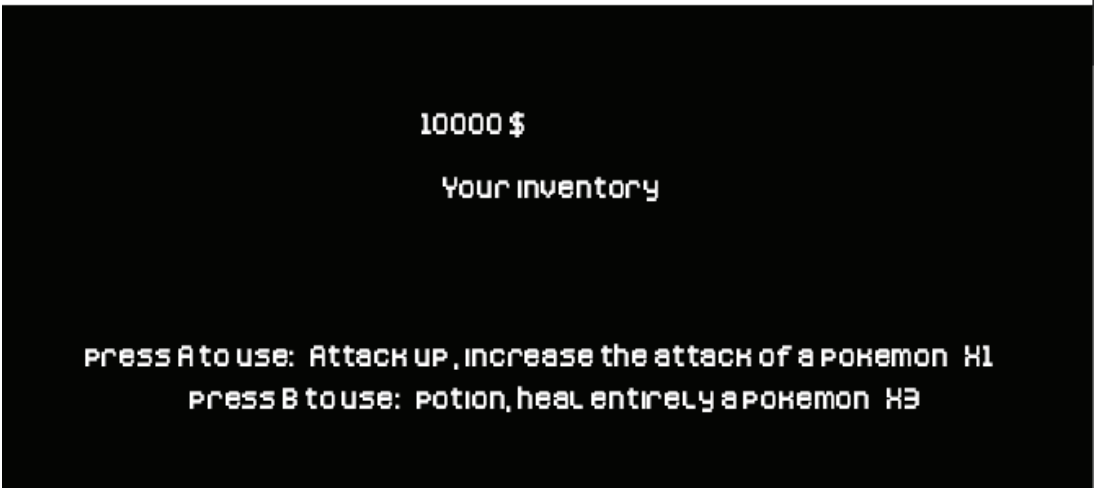 10000 $
Your inventory
Press A to use: Attack up, increase the attack of a pokemon X1
Press B to use: potion, heal entirely a pokemon X3